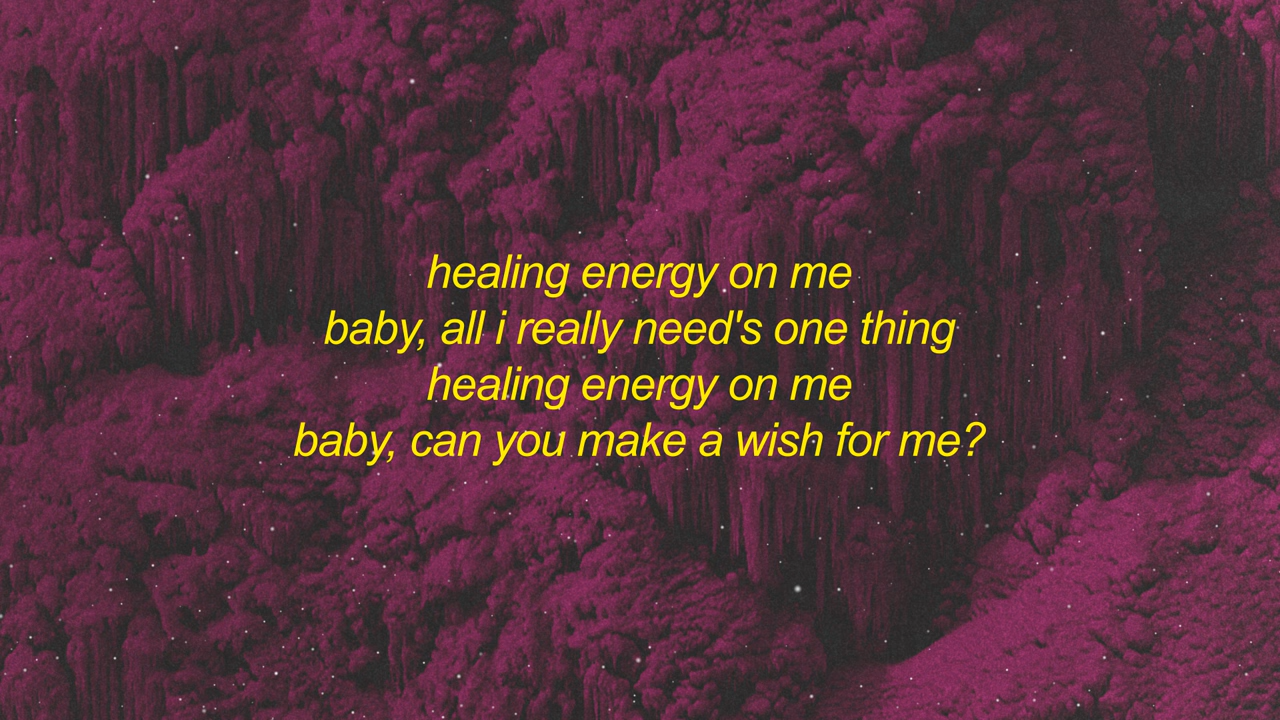 healing energy on me
baby, all i really need's one thing
healing energy on me
baby, can you make a wish for me?